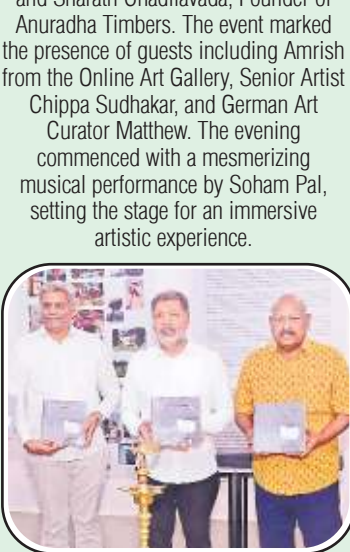 and Sharath
Founder of
Anuradha Timbers. The event marked
the presence of guests including Amrish
from the Online Art Gallery, Senior Artist
Chippa Sudhakar, and German Art
Curator Matthew. The evening
commenced with a mesmerizing
musical performance by Soham Pal,
setting the stage for an immersive
artistic experience.